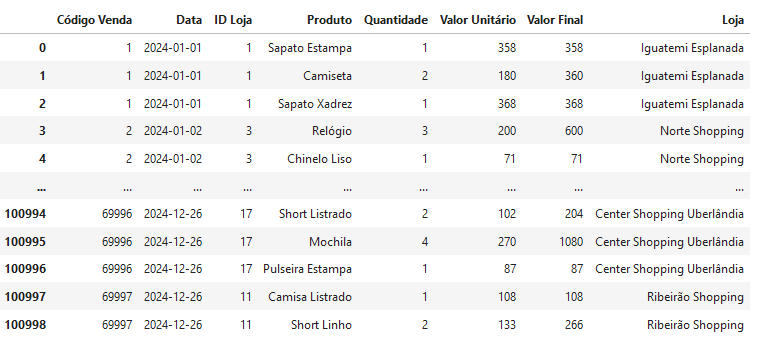 Código Venda Data ID Loja Produto Quantidade Valor Unitário Valor Final Loja
0 1 2024-01-01 1 Sapato Estampa 1 358 358 Iguatemi Esplanada
1 1 2024-01-01 1 Camiseta 2 180 360 Iguatemi Esplanada
2 1 2024-01-01 1 Sapato Xadrez 1 368 368 Iguatemi Esplanada
3 2 2024-01-02 3 Relógio 3 200 600 Norte Shopping
4 2 2024-01-02 3 Chinelo Liso 1 71 71 Norte Shopping
... ... ... ... ... ... ... ... ...
100994 69996 2024-12-26 17 Short Listrado 2 102 204 Center Shopping Uberlândia
100995 69996 2024-12-26 17 Mochila 4 270 1080 Center Shopping Uberlândia
100996 69996 2024-12-26 17 Pulseira Estampa 1 87 87 Center Shopping Uberlândia
100997 69997 2024-12-26 11 Camisa Listrado 1 108 108 Ribeirão Shopping
100998 69997 2024-12-26 11 Short Linho 2 133 266 Ribeirão Shopping